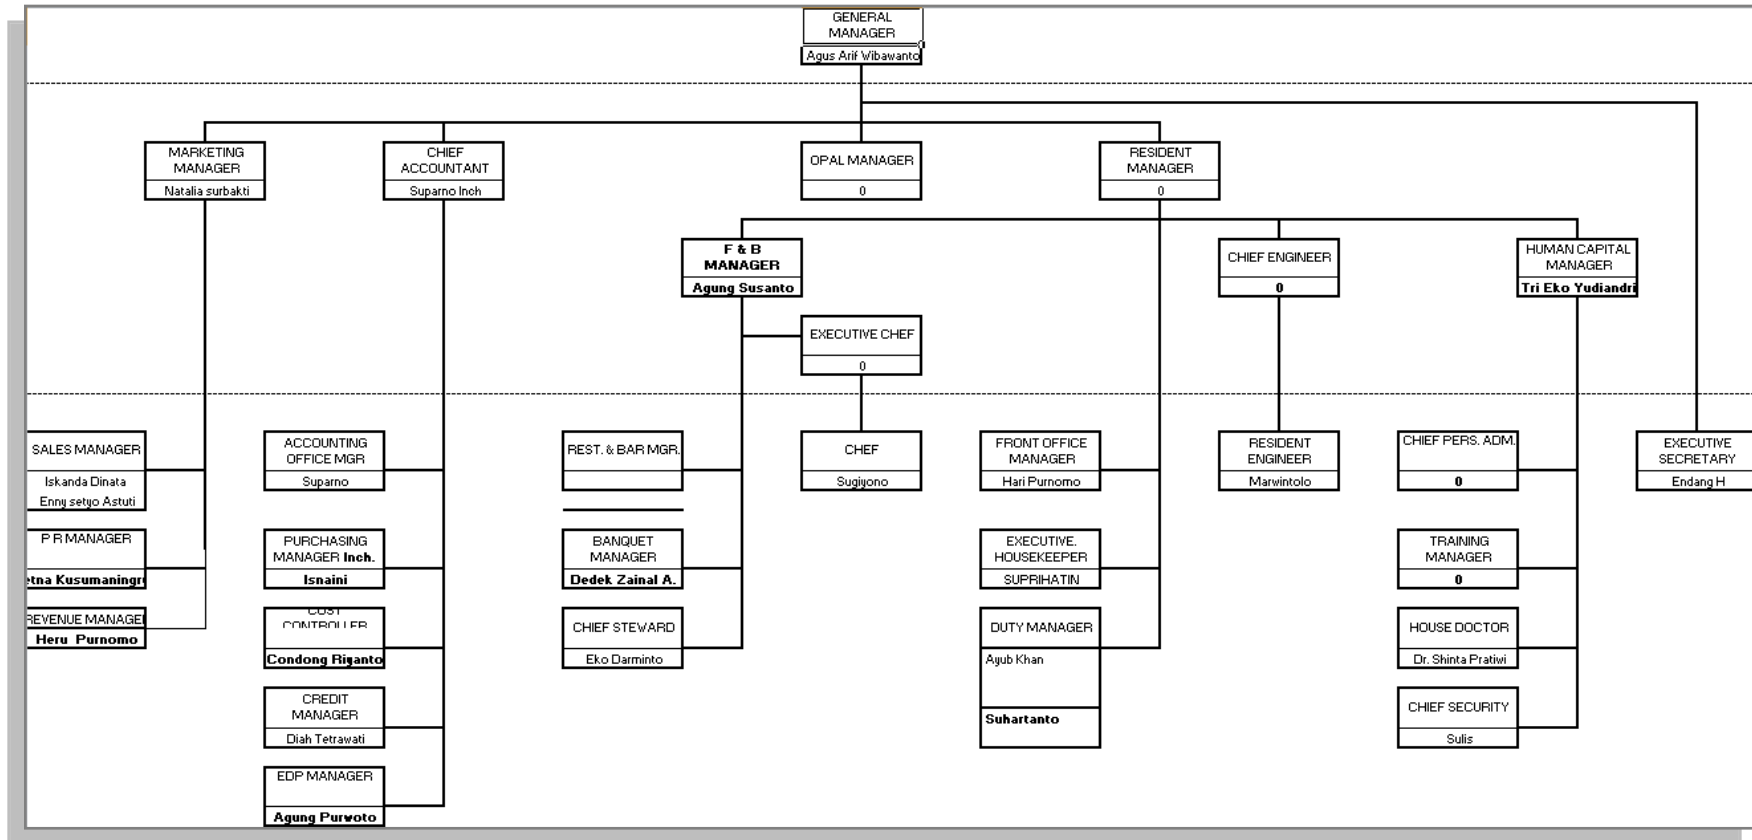 GENERAL
MANAGER
Agus Arif Wibawanto
MARKETING
MANAGER
Natalia surbakti
CHIEF
ACCOUNTANT
Suparno Inch
OPAL MANAGER
0
RESIDENT
MANAGER
0
F & B
MANAGER
Agung Susanto
CHIEF ENGINEER
0
HUMAN CAPITAL
MANAGER
Tri Eko Yudiandri
EXECUTIVE CHEF
0
SALES MANAGER
Iskanda Dinata
Enny setyo Astuti
ACCOUNTING
OFFICE MGR
Suparno
REST. & BAR MGR.
CHEF
Sugiyono
FRONT OFFICE
MANAGER
Hari Purnomo
RESIDENT
ENGINEER
Marwintolo
CHIEF PERS. ADM.
0
EXECUTIVE
SECRETARY
Endang H
P R MANAGER
PURCHASING
MANAGER Inch.
Isnaini
BANQUET
MANAGER
Dedek Zainal A.
EXECUTIVE.
HOUSEKEEPER
SUPRIHATIN
TRAINING
MANAGER
0
REVENUE
Heru Purnomo
COST
CONTROLLER
Condong Riyanto
CHIEF STEWARD
Eko Darminto
DUTY MANAGER
Ayub Khan
Suhartanto
HOUSE DOCTOR
Dr. Shinta Pratiwi
CREDIT
MANAGER
Diah Tetrawati
CHIEF SECURITY
Sulis
EDP MANAGER
Agung Purwoto